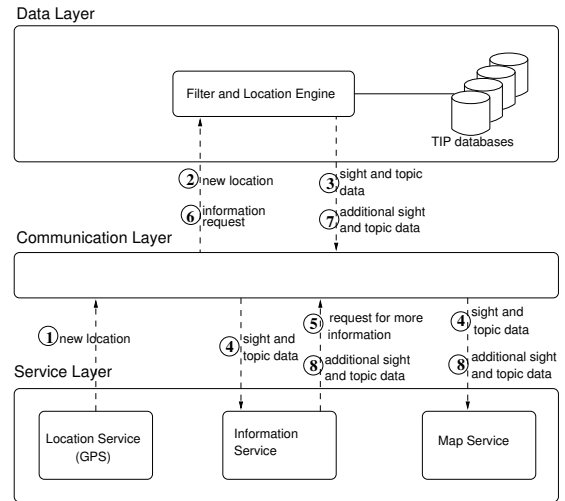 Data Layer
Filter and Location Engine
TIP databases
2 new location
6 information
request
3 sight and topic
data
7 additional sight
and topic data
Communication Layer
1 new location
4 sight and
topic data
5 request for more
information
8 additional sight
and topic data
4 sight and
topic data
8 additional sight
and topic data
Service Layer
Location Service
(GPS)
Information
Service
Map Service